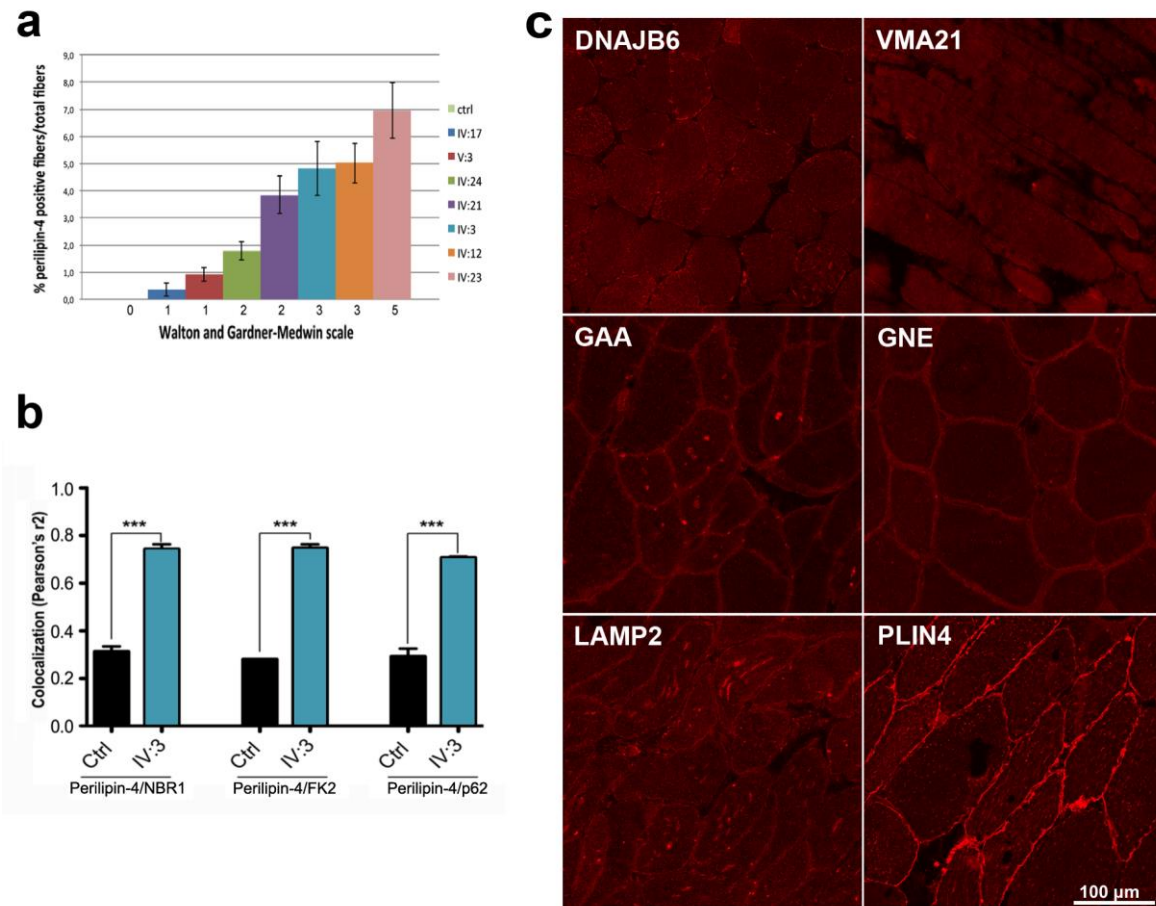 a
% perilipin-4 positive fibers/total fibers
9,0
8,0
7,0
6,0
5,0
4,0
3,0
2,0
1,0
0,0
0 1 1 2 2 3 3 5
Walton and Gardner-Medwin scale
ctrl
IV:17
V:3
IV:24
IV:21
IV:3
IV:12
IV:23
b
Colocalization (Pearson's r2)
1.0
0.8
0.6
0.4
0.2
0.0
*** *** ***
Ctrl IV:3 Ctrl IV:3 Ctrl IV:3
Perilipin-4/NBR1 Perilipin-4/FK2 Perilipin-4/p62
c
DNAJB6 VMA21
GAA GNE
LAMP2 PLIN4
100 µm